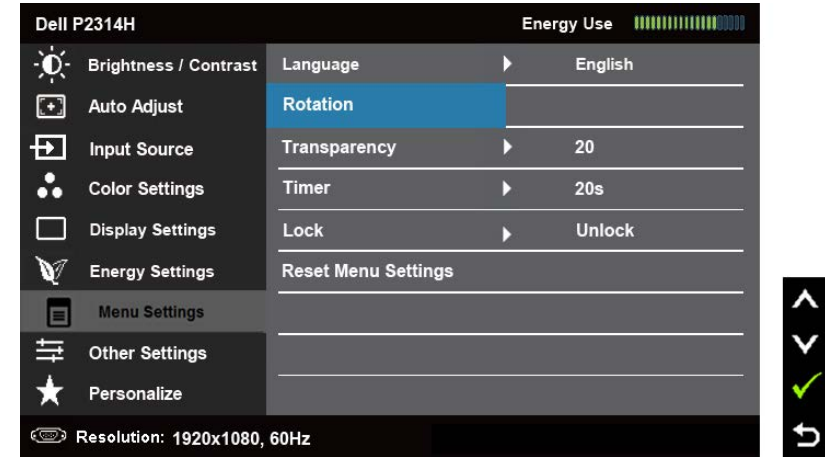 Dell P2314H Energy Use
Brightness / Contrast Language English
Auto Adjust Rotation
Input Source Transparency 20
Color Settings Timer 20s
Display Settings Lock Unlock
Energy Settings Reset Menu Settings
Menu Settings
Other Settings
Personalize
Resolution: 1920x1080, 60Hz